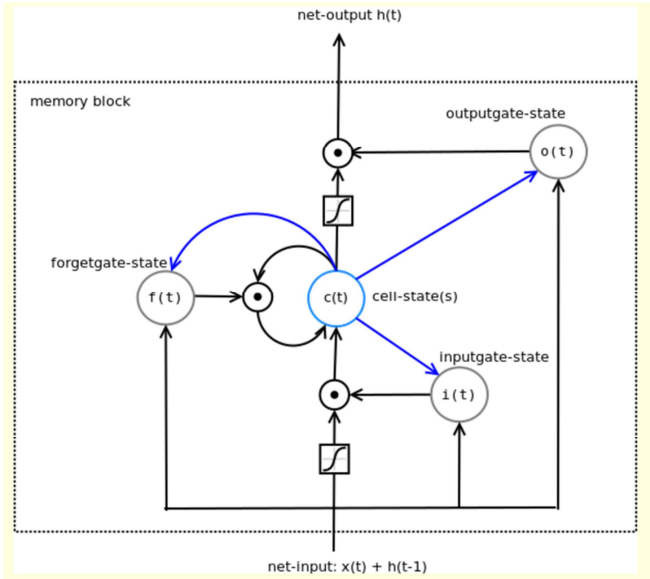 net-output h(t)
memory block
outputgate-state
o(t)
forgetgate-state
f(t)
c(t)
cell-state(s)
inputgate-state
i(t)
net-input: x(t) + h(t-1)